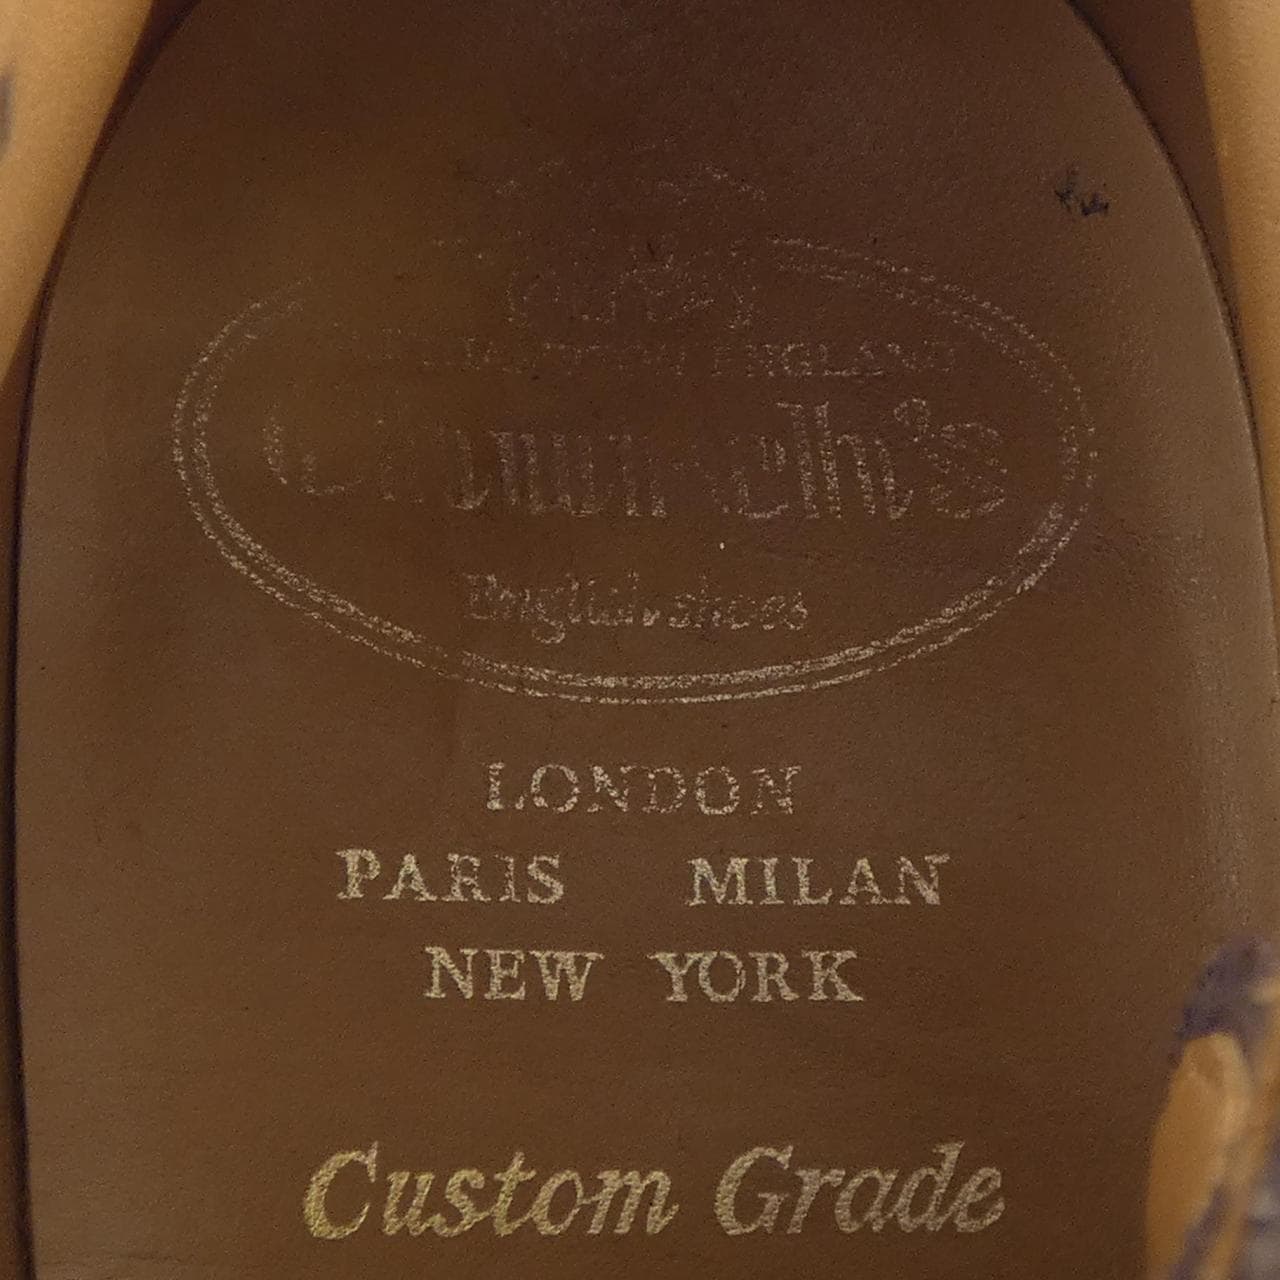 ENGLAND
Church's
English shoes
LONDON
PARIS MILAN
NEW YORK
Custom Grade